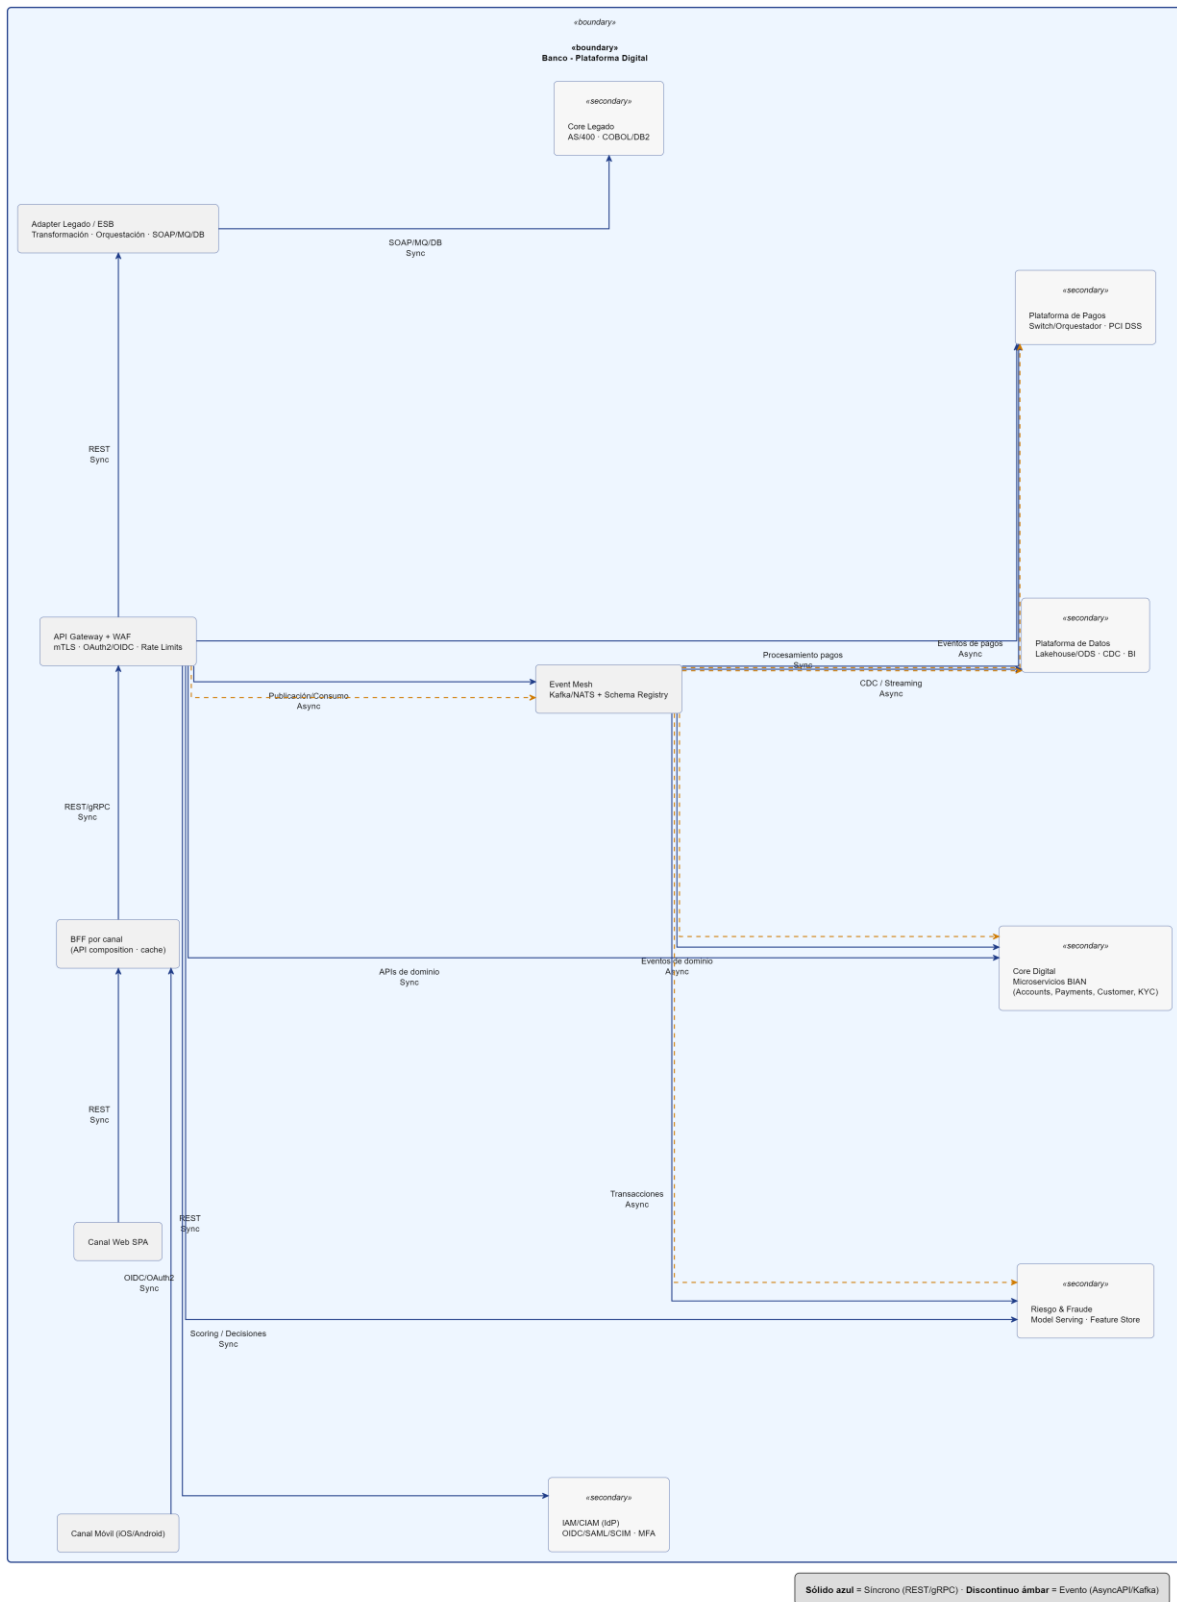 «boundary»
«boundary»
Banco - Plataforma Digital
«secondary»
Core Legado
AS/400 · COBOL/DB2
Adapter Legado / ESB
Transformación · Orquestación · SOAP/MQ/DB
SOAP/MQ/DB
Sync
«secondary»
Plataforma de Pagos
Switch/Orquestador · PCI DSS
REST
Sync
«secondary»
Plataforma de Datos
Lakehouse/ODS · CDC · BI
API Gateway + WAF
mTLS · OAuth2/OIDC · Rate Limits
Eventos de pagos
Async
Procesamiento pagos
Sync
Event Mesh
Kafka/NATS + Schema Registry
CDC / Streaming
Async
Publicación/Consumo
Async
REST/gRPC
Sync
BFF por canal
(API composition · cache)
«secondary»
Core Digital
Microservicios BIAN
(Accounts, Payments, Customer, KYC)
Eventos de dominio
Async
APIs de dominio
Sync
REST
Sync
Transacciones
Async
REST
Sync
Canal Web SPA
OIDC/OAuth2
Sync
«secondary»
Riesgo & Fraude
Model Serving · Feature Store
Scoring / Decisiones
Sync
«secondary»
IAM/CIAM (IdP)
OIDC/SAML/SCIM · MFA
Canal Móvil (iOS/Android)
Sólido azul = Síncrono (REST/gRPC) · Discontinuo ámbar = Evento (AsyncAPI/Kafka)